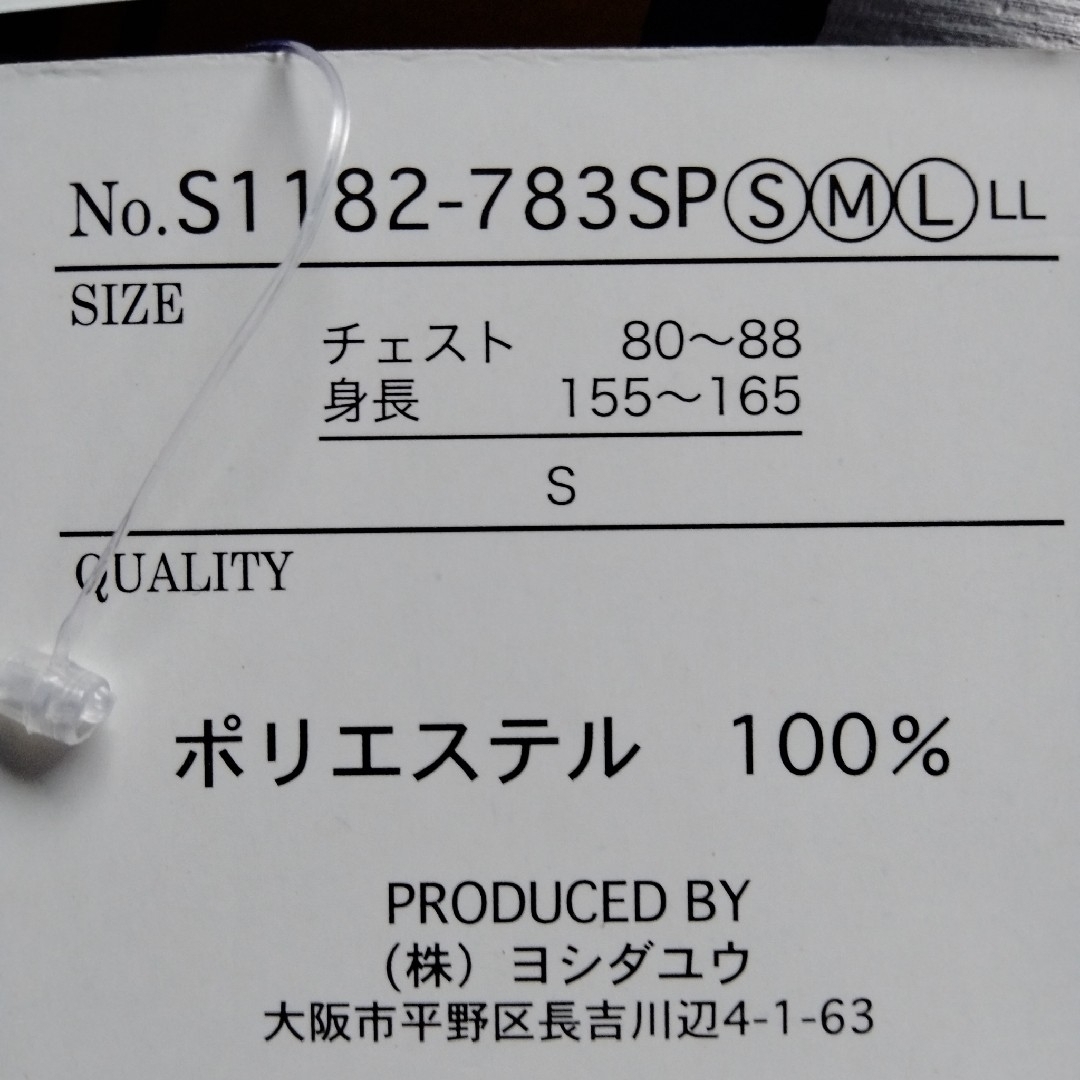 No.S1182-783SPⓈⓂⓁLL
SIZE
チェスト 80〜88
身長 155〜165
S
QUALITY
ポリエステル 100%
PRODUCED BY
(株) ヨシダユウ
大阪市平野区長吉川辺4-1-63